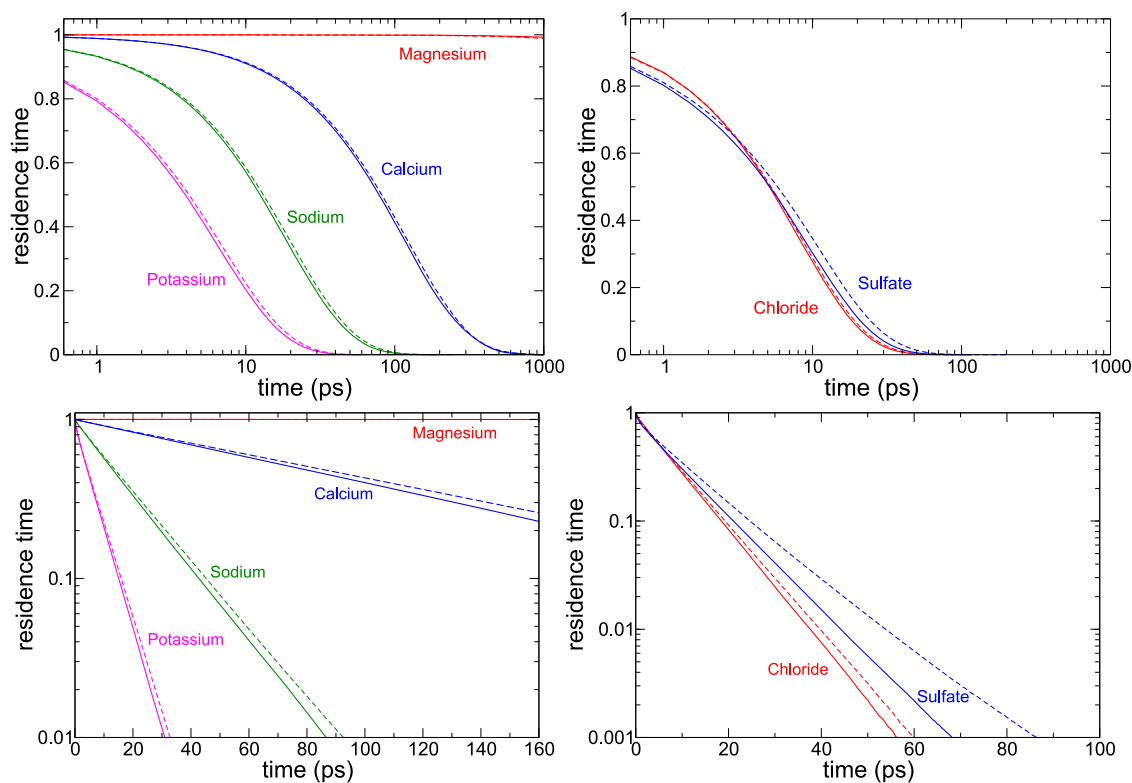 1
0.8
0.6
0.4
0.2
0
residence time
Magnesium
Calcium
Sodium
Potassium
1 10 100 1000
time (ps)
1
0.8
0.6
0.4
0.2
0
residence time
Sulfate
Chloride
1 10 100 1000
time (ps)
1
0.1
0.01
residence time
Magnesium
Calcium
Sodium
Potassium
0 20 40 60 80 100 120 140 160
time (ps)
1
0.1
0.01
0.001
residence time
Chloride
Sulfate
0 20 40 60 80 100
time (ps)